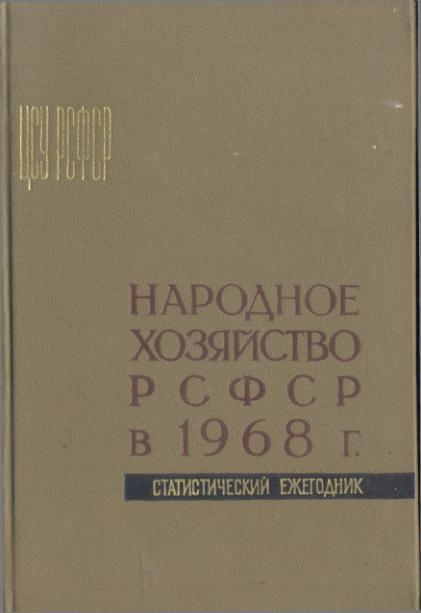 ЦСУ РСФСР
НАРОДНОЕ
ХОЗЯЙСТВО
РСФСР
В 1968 Г.
СТАТИСТИЧЕСКИЙ ЕЖЕГОДНИК